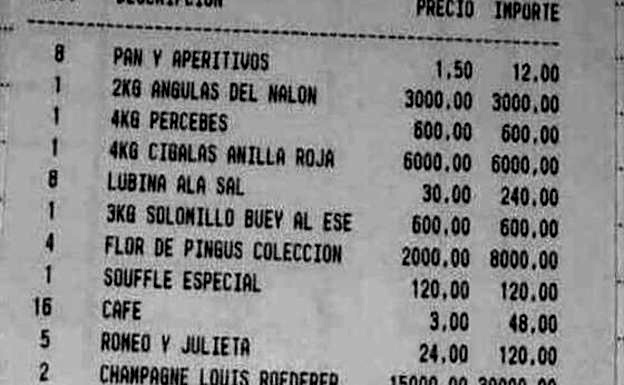 DESCRIPCION PRECIO IMPORTE
8 PAN Y APERITIVOS 1,50 12,00
1 2KG ANGULAS DEL NALON 3000,00 3000,00
1 4KG PERCEBES 600,00 600,00
1 4KG CIGALAS ANILLA ROJA 6000,00 6000,00
8 LUBINA ALA SAL 30,00 240,00
1 3KG SOLOMILLO BUEY AL ESE 600,00 600,00
4 FLOR DE PINGUS COLECCION 2000,00 8000,00
1 SOUFFLE ESPECIAL 120,00 120,00
16 CAFE 3,00 48,00
5 ROMEO Y JULIETA 24,00 120,00
2 CHAMPAGNE LOUIS ROEDERER 15000,00 30000,00